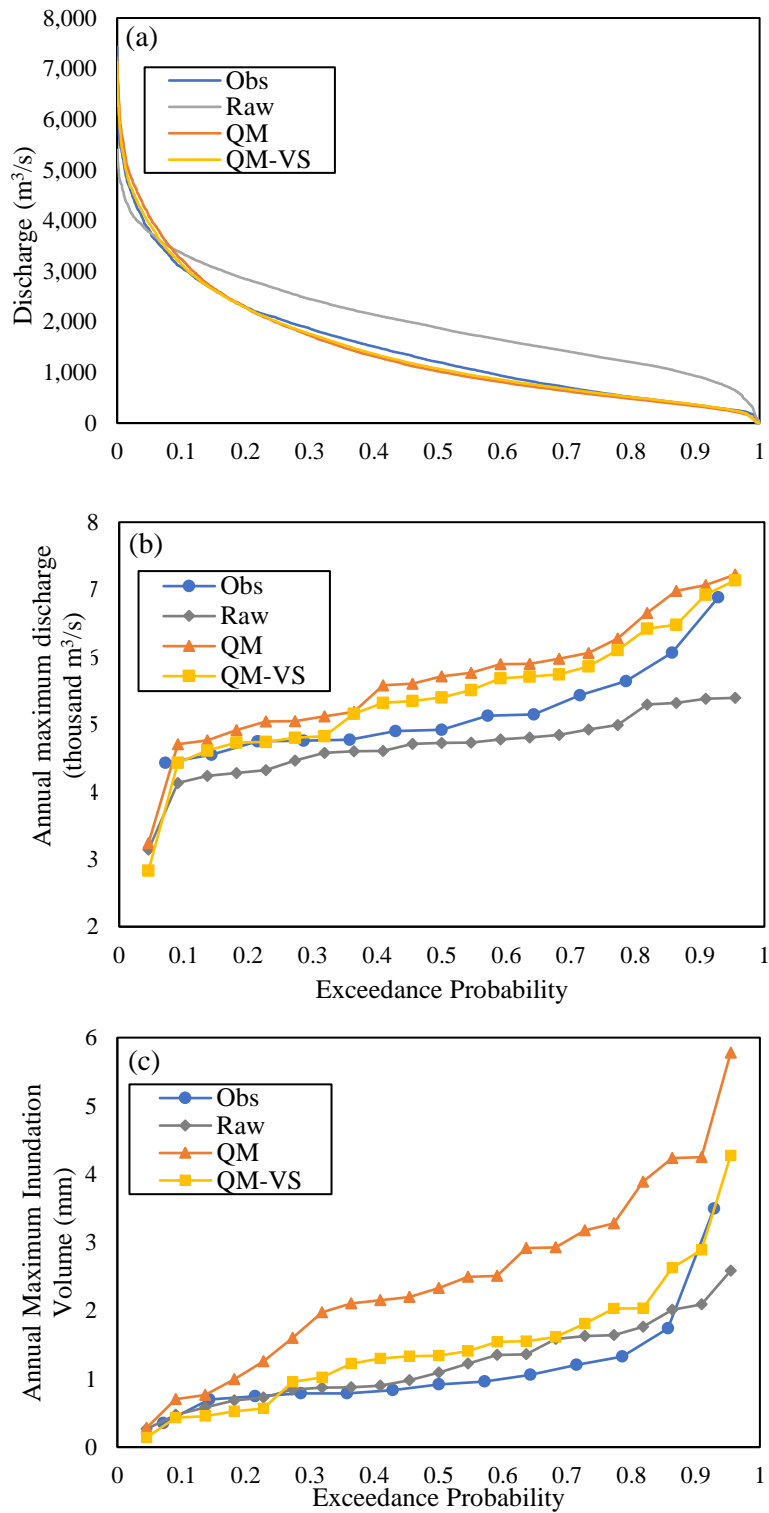 (a)
8,000
7,000
6,000
5,000
4,000
3,000
2,000
1,000
0
Discharge (m³/s)
Obs
Raw
QM
QM-VS
0 0.1 0.2 0.3 0.4 0.5 0.6 0.7 0.8 0.9 1
(b)
8
7
6
5
4
3
2
Annual maximum discharge
(thousand m³/s)
Obs
Raw
QM
QM-VS
0 0.1 0.2 0.3 0.4 0.5 0.6 0.7 0.8 0.9 1
Exceedance Probability
(c)
6
5
4
3
2
1
0
Annual Maximum Inundation
Volume (mm)
Obs
Raw
QM
QM-VS
0 0.1 0.2 0.3 0.4 0.5 0.6 0.7 0.8 0.9 1
Exceedance Probability